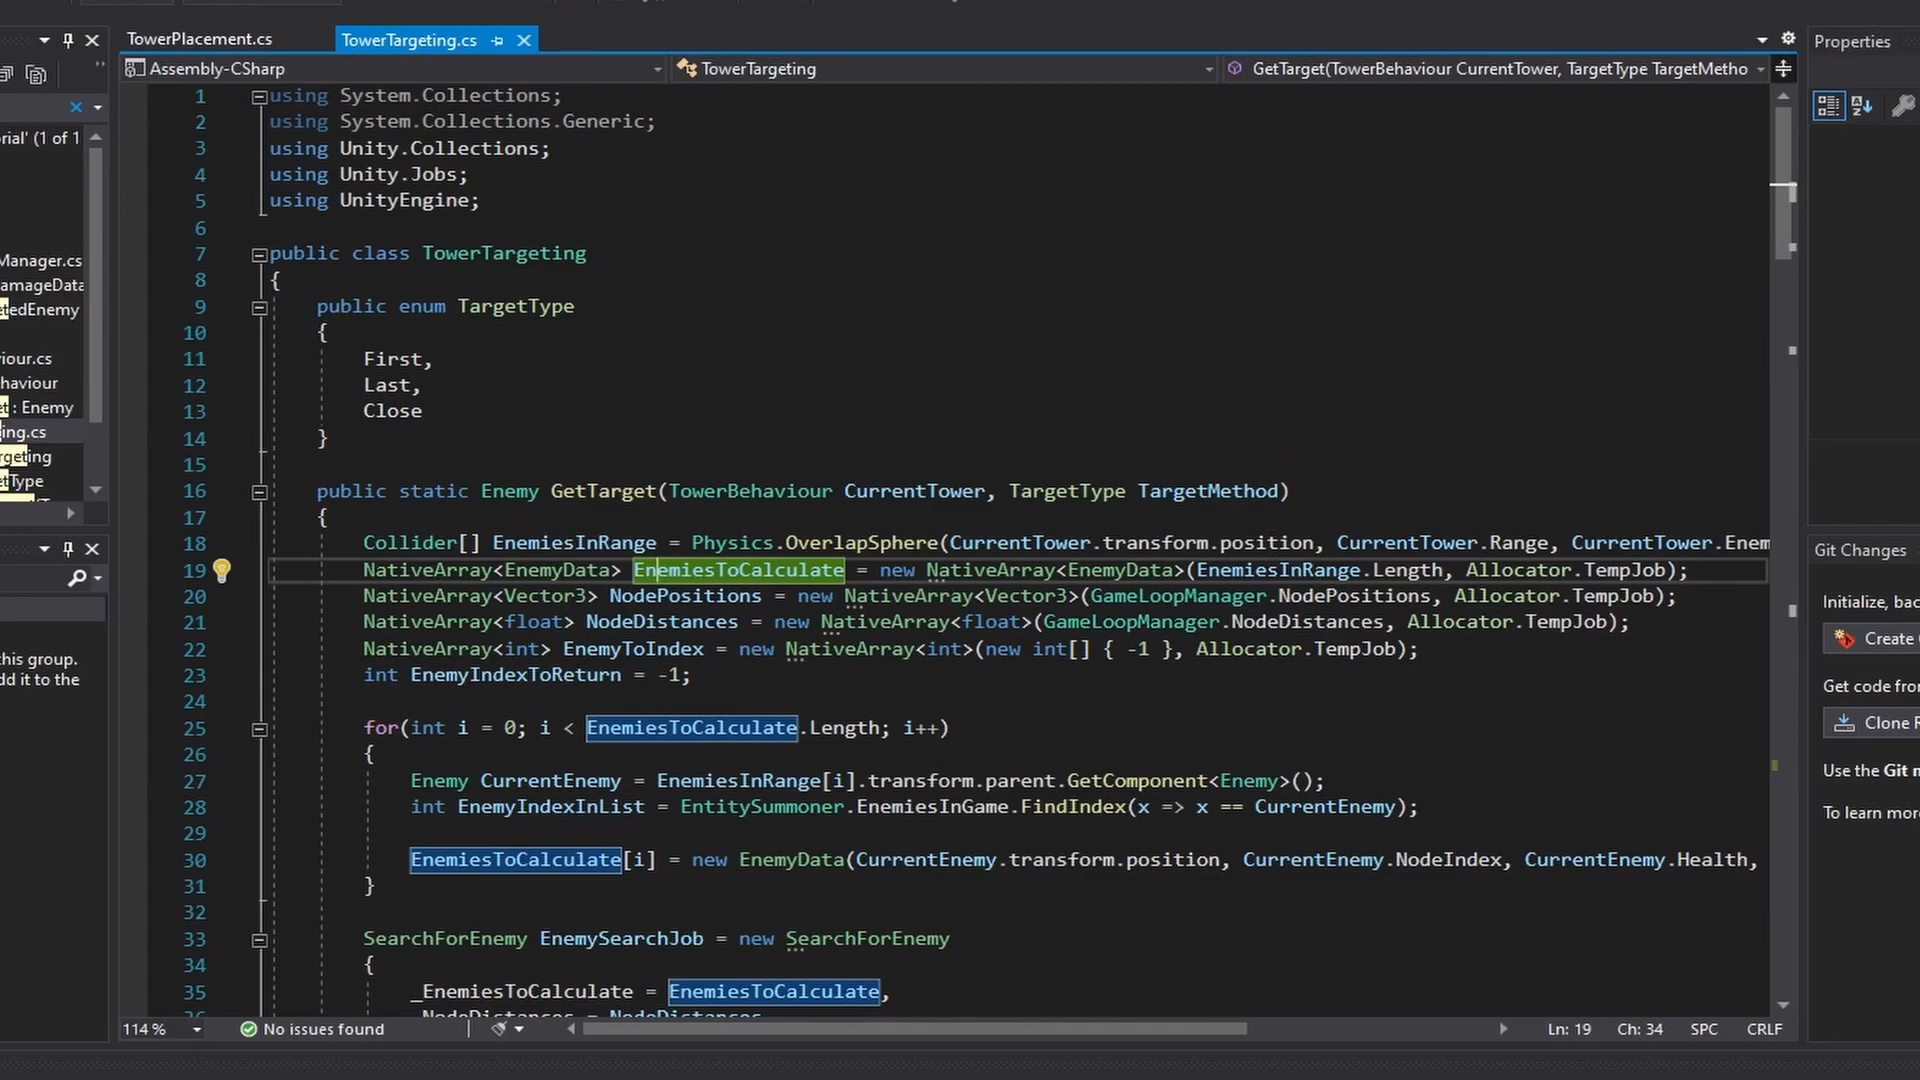 TowerPlacement.cs
TowerTargeting.cs
Properties
Assembly-CSharp
TowerTargeting
GetTarget(TowerBehaviour CurrentTower, TargetType TargetMetho
rial' (1 of 1
Manager.cs
amageData
tedEnemy
iour.cs
haviour
et : Enemy
ing.cs
rgeting
etType
1 using System.Collections;
2 using System.Collections.Generic;
3 using Unity.Collections;
4 using Unity.Jobs;
5 using UnityEngine;
6
7 public class TowerTargeting
8 {
9 public enum TargetType
10 {
11 First,
12 Last,
13 Close
14 }
15
16 public static Enemy GetTarget(TowerBehaviour CurrentTower, TargetType TargetMethod)
17 {
18 Collider[] EnemiesInRange = Physics.OverlapSphere(CurrentTower.transform.position, CurrentTower.Range, CurrentTower.Enem
19 NativeArray<EnemyData> EnemiesToCalculate = new NativeArray<EnemyData>(EnemiesInRange.Length, Allocator.TempJob);
20 NativeArray<Vector3> NodePositions = new NativeArray<Vector3>(GameLoopManager.NodePositions, Allocator.TempJob);
21 NativeArray<float> NodeDistances = new NativeArray<float>(GameLoopManager.NodeDistances, Allocator.TempJob);
22 NativeArray<int> EnemyToIndex = new NativeArray<int>(new int[] { -1 }, Allocator.TempJob);
23 int EnemyIndexToReturn = -1;
24
25 for(int i = 0; i < EnemiesToCalculate.Length; i++)
26 {
27 Enemy CurrentEnemy = EnemiesInRange[i].transform.parent.GetComponent<Enemy>();
28 int EnemyIndexInList = EntitySummoner.EnemiesInGame.FindIndex(x => x == CurrentEnemy);
29
30 EnemiesToCalculate[i] = new EnemyData(CurrentEnemy.transform.position, CurrentEnemy.NodeIndex, CurrentEnemy.Health,
31 }
32
33 SearchForEnemy EnemySearchJob = new SearchForEnemy
34 {
35 _EnemiesToCalculate = EnemiesToCalculate,
this group.
dd it to the
Git Changes
Initialize, bac
Create
Get code fror
Clone R
Use the Git m
To learn more
114 %
No issues found
Ln: 19
Ch: 34
SPC
CRLF